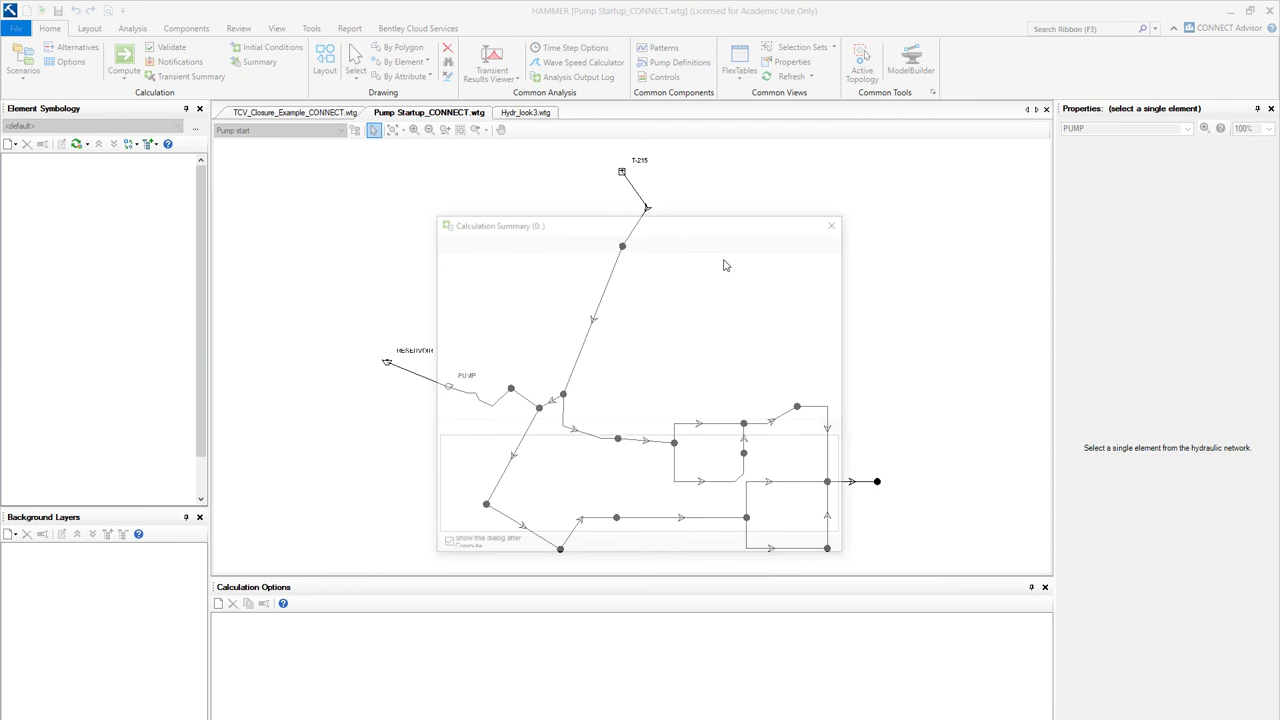 HAMMER [Pump Startup_CONNECT.wtg] (Licensed for Academic Use Only)
File Home Layout Analysis Components Review View Tools Report Bentley Cloud Services
Search Ribbon (F3) CONNECT Advisor
Scenarios
Alternatives
Options
Compute
Validate
Notifications
Transient Summary
Initial Conditions
Summary
Calculation
Layout
Select
By Polygon
By Element
By Attribute
Drawing
Transient
Results Viewer
Time Step Options
Wave Speed Calculator
Analysis Output Log
Common Analysis
Patterns
Pump Definitions
Controls
Common Components
FlexTables
Selection Sets
Properties
Refresh
Common Views
Active
Topology
ModelBuilder
Common Tools
Element Symbology
<default>
...
TCV_Closure_Example_CONNECT.wtg Pump Startup_CONNECT.wtg Hydr_look3.wtg
Pump start
T-215
Calculation Summary (0: )
RESERVOIR
PUMP
Show this dialog after
Compute
Properties: (select a single element)
PUMP 100%
Select a single element from the hydraulic network.
Background Layers
Calculation Options